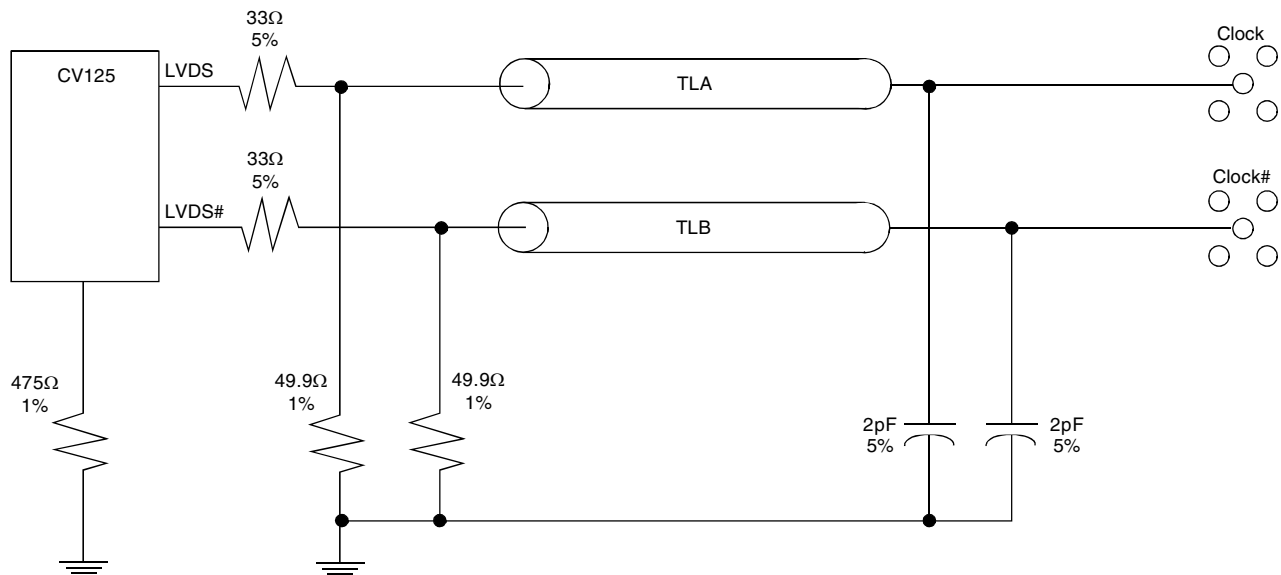 33Ω
5%
Clock
CV125
LVDS
TLA
33Ω
5%
Clock#
LVDS#
TLB
475Ω
1%
49.9Ω
1%
49.9Ω
1%
2pF
5%
2pF
5%